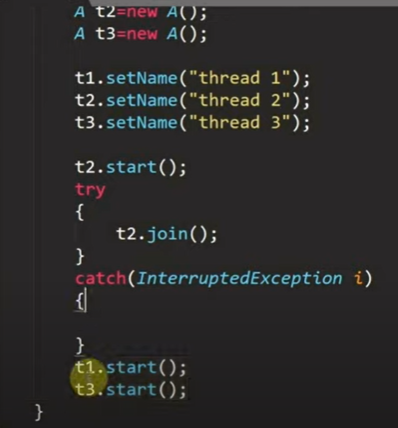 A t2=new A();
A t3=new A();
t1.setName("thread 1");
t2.setName("thread 2");
t3.setName("thread 3");
t2.start();
try
{
t2.join();
}
catch(InterruptedException i)
{
}
t1.start();
t3.start();
}